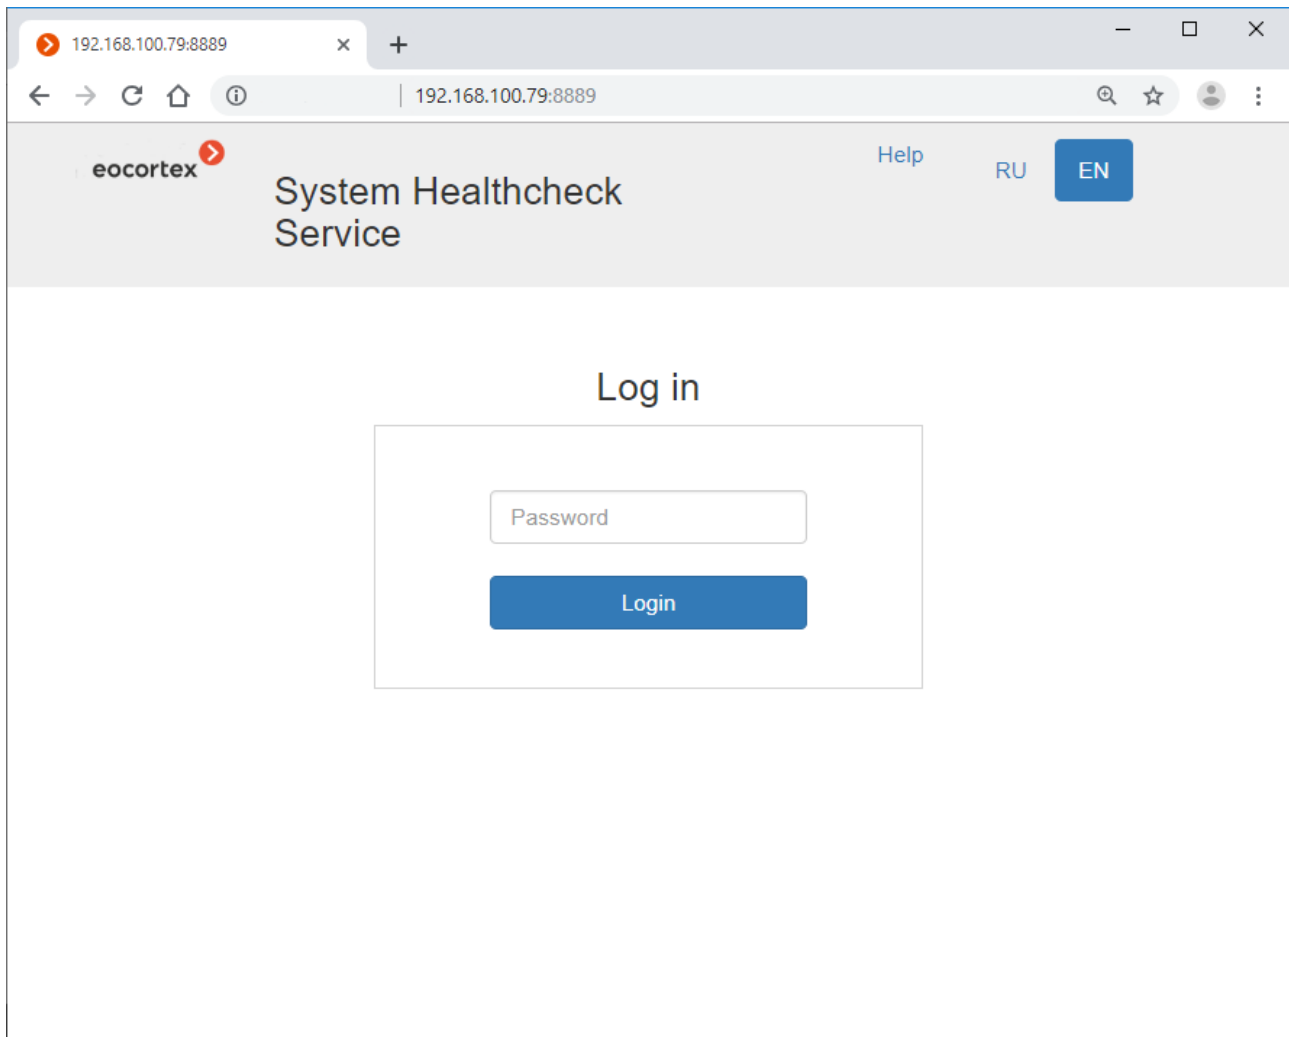 192.168.100.79:8889
192.168.100.79:8889
eocortex
System Healthcheck
Service
Help
RU
EN
Log in
Password
Login